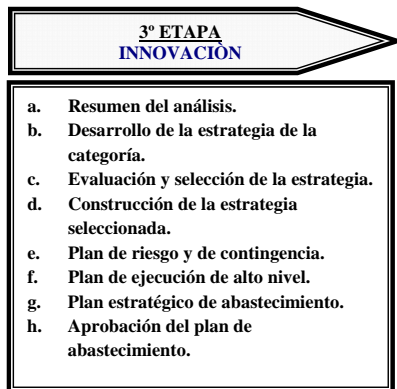 3º ETAPA
INNOVACIÒN
a. Resumen del análisis.
b. Desarrollo de la estrategia de la
categoría.
c. Evaluación y selección de la estrategia.
d. Construcción de la estrategia
seleccionada.
e. Plan de riesgo y de contingencia.
f. Plan de ejecución de alto nivel.
g. Plan estratégico de abastecimiento.
h. Aprobación del plan de
abastecimiento.